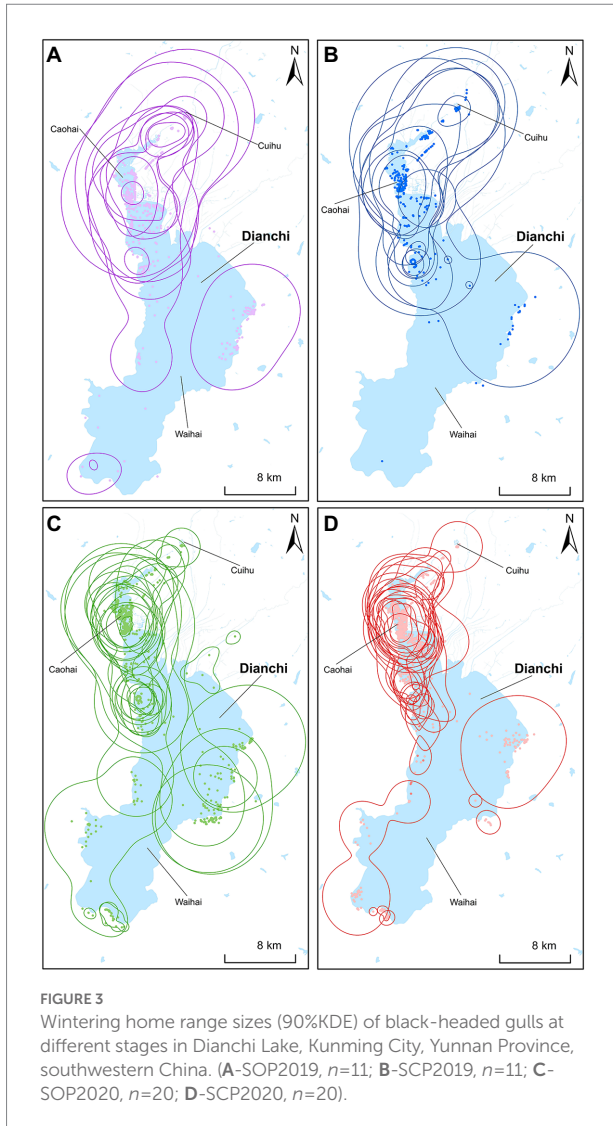 A
N
Caohai
Cuihu
Dianchi
Waihai
8 km
B
N
Cuihu
Caohai
Dianchi
Waihai
8 km
C
N
Cuihu
Caohai
Dianchi
Waihai
8 km
D
N
Cuihu
Caohai
Dianchi
Waihai
8 km
FIGURE 3
Wintering home range sizes (90%KDE) of black-headed gulls at
different stages in Dianchi Lake, Kunming City, Yunnan Province,
southwestern China. (A-SOP2019, n=11; B-SCP2019, n=11; C-
SOP2020, n=20; D-SCP2020, n=20).